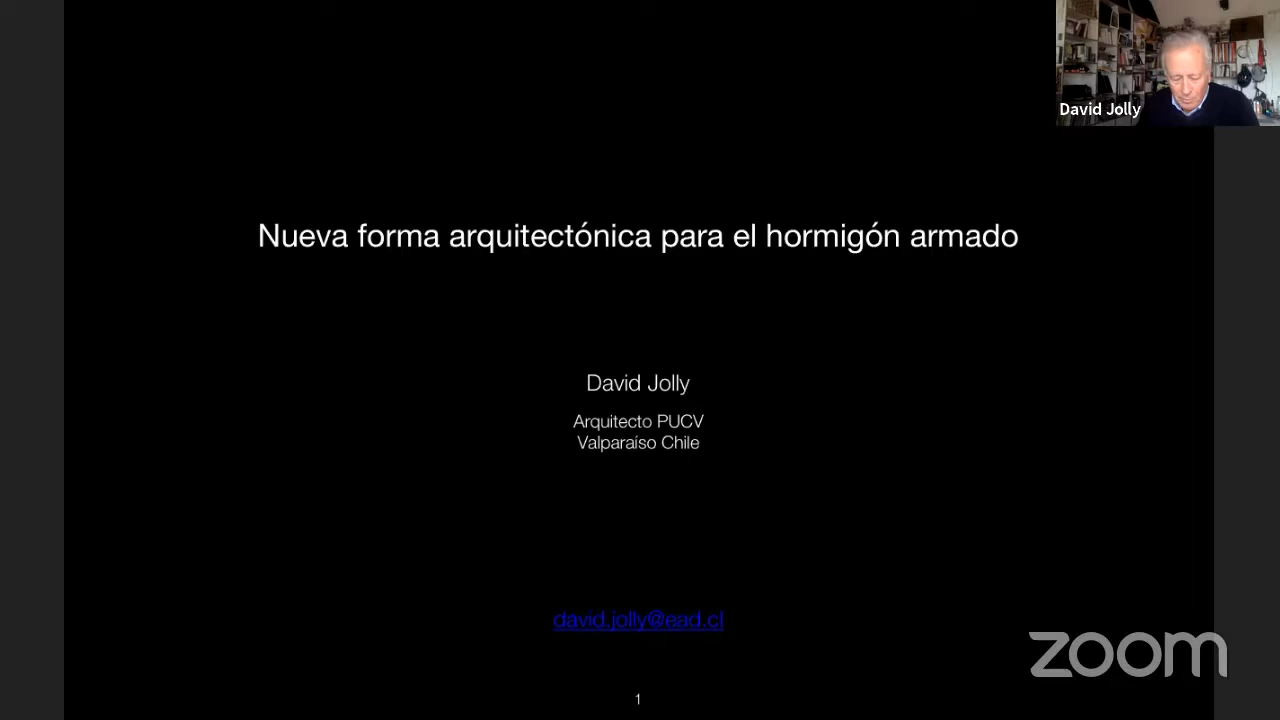 David Jolly
Nueva forma arquitectónica para el hormigón armado
David Jolly
Arquitecto PUCV
Valparaíso Chile
david.jolly@ead.cl
zoom
1